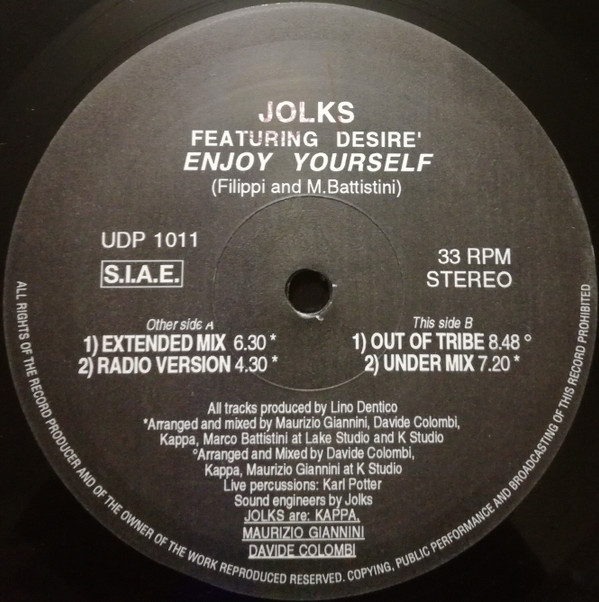 JOLKS
FEATURING DESIRE'
ENJOY YOURSELF
(Filippi and M.Battistini)
UDP 1011
S.I.A.E.
33 RPM
STEREO
Other side A
1) EXTENDED MIX 6.30 *
2) RADIO VERSION 4.30 *
This side B
1) OUT OF TRIBE 8.48 °
2) UNDER MIX 7.20 *
All tracks produced by Lino Dentico
*Arranged and mixed by Maurizio Giannini, Davide Colombi,
Kappa, Marco Battistini at Lake Studio and K Studio
°Arranged and Mixed by Davide Colombi,
Kappa, Maurizio Giannini at K Studio
Live percussions: Karl Potter
Sound engineers by Jolks
JOLKS are: KAPPA,
MAURIZIO GIANNINI
DAVIDE COLOMBI
ALL RIGHTS OF THE RECORD PRODUCER AND OF THE OWNER OF THE WORK REPRODUCED RESERVED. COPYING, PUBLIC PERFORMANCE AND BROADCASTING OF THIS RECORD PROHIBITED